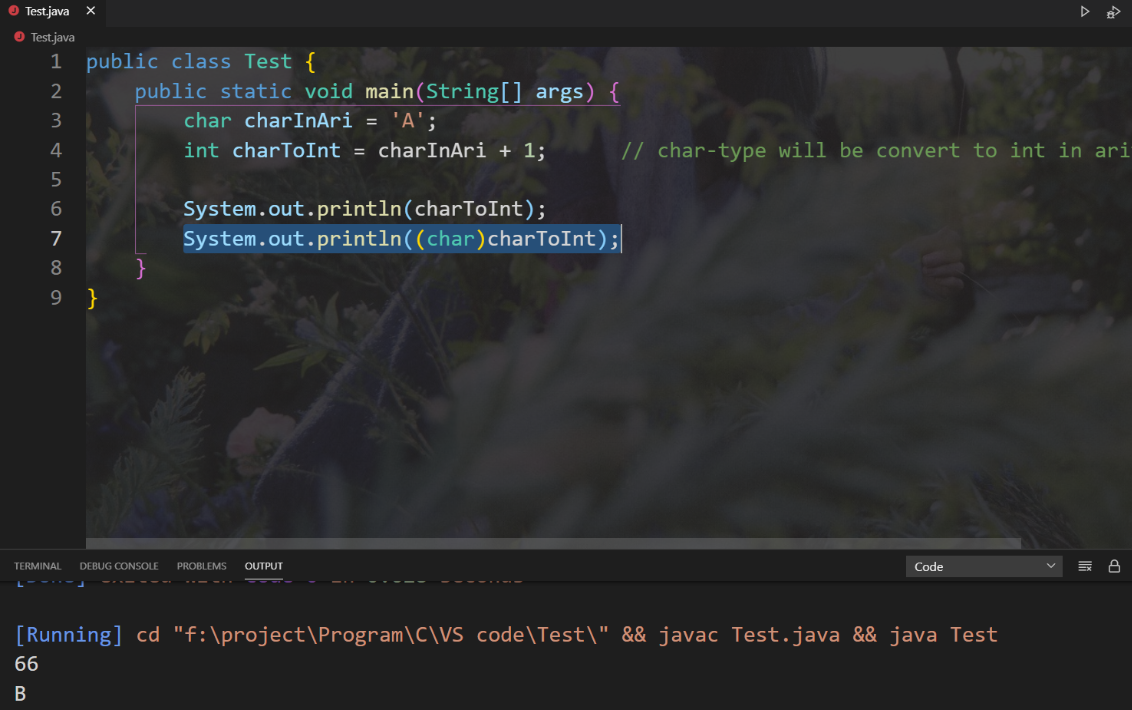 Test.java
Test.java
1 public class Test {
2 public static void main(String[] args) {
3 char charInAri = 'A';
4 int charToInt = charInAri + 1; // char-type will be convert to int in ari
5
6 System.out.println(charToInt);
7 System.out.println((char)charToInt);
8 }
9 }
TERMINAL DEBUG CONSOLE PROBLEMS OUTPUT Code
[Running] cd "f:\project\Program\C\VS code\Test\" && javac Test.java && java Test
66
B